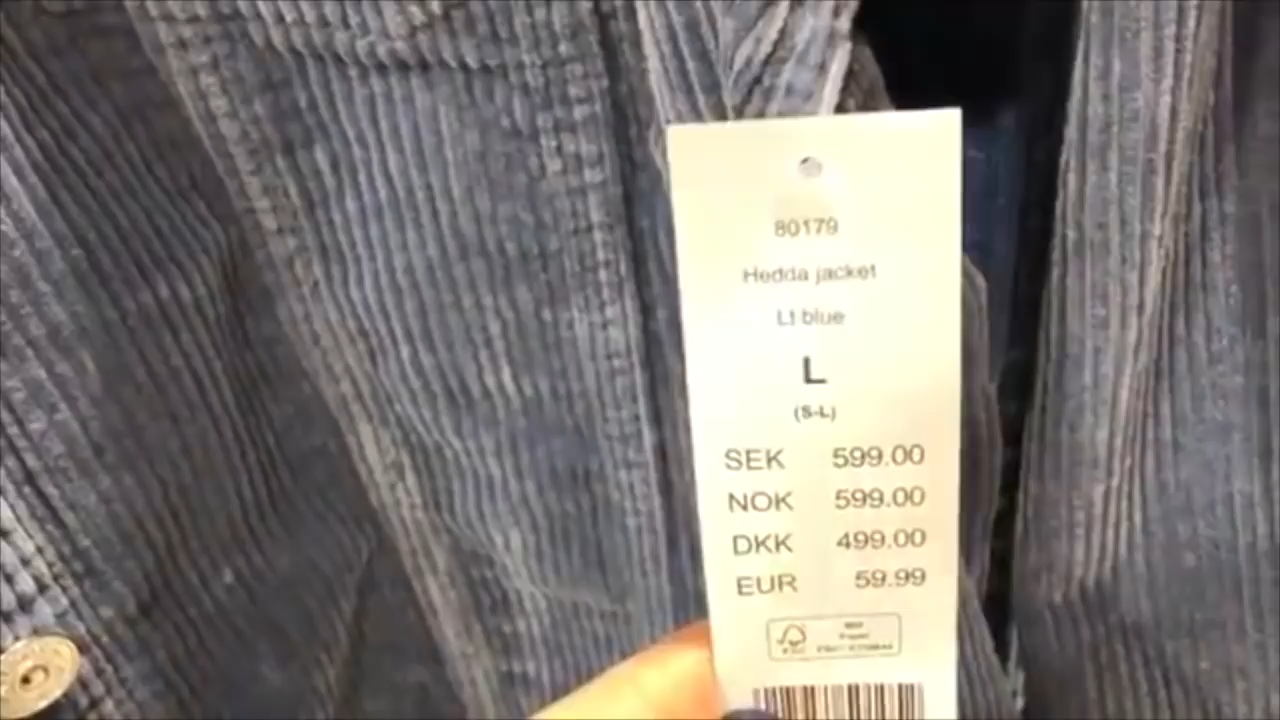 80179
Hedda jacket
Lt blue
L
(S-L)
SEK 599.00
NOK 599.00
DKK 499.00
EUR 59.99